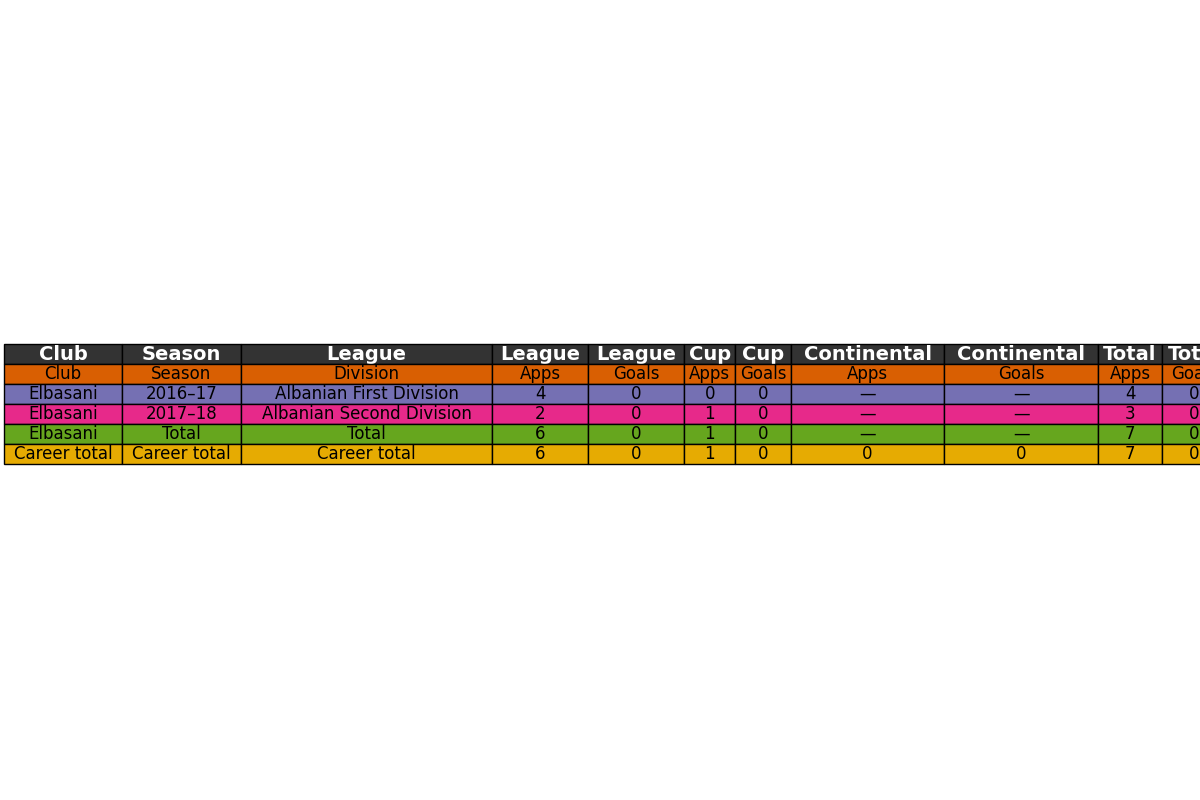 Club Season League League League Cup Cup Continental Continental Total Tot
Club Season Division Apps Goals Apps Goals Apps Goals Apps Goa
Elbasani 2016–17 Albanian First Division 4 0 0 0 — — 4 0
Elbasani 2017–18 Albanian Second Division 2 0 1 0 — — 3 0
Elbasani Total Total 6 0 1 0 — — 7 0
Career total Career total Career total 6 0 1 0 0 0 7 0